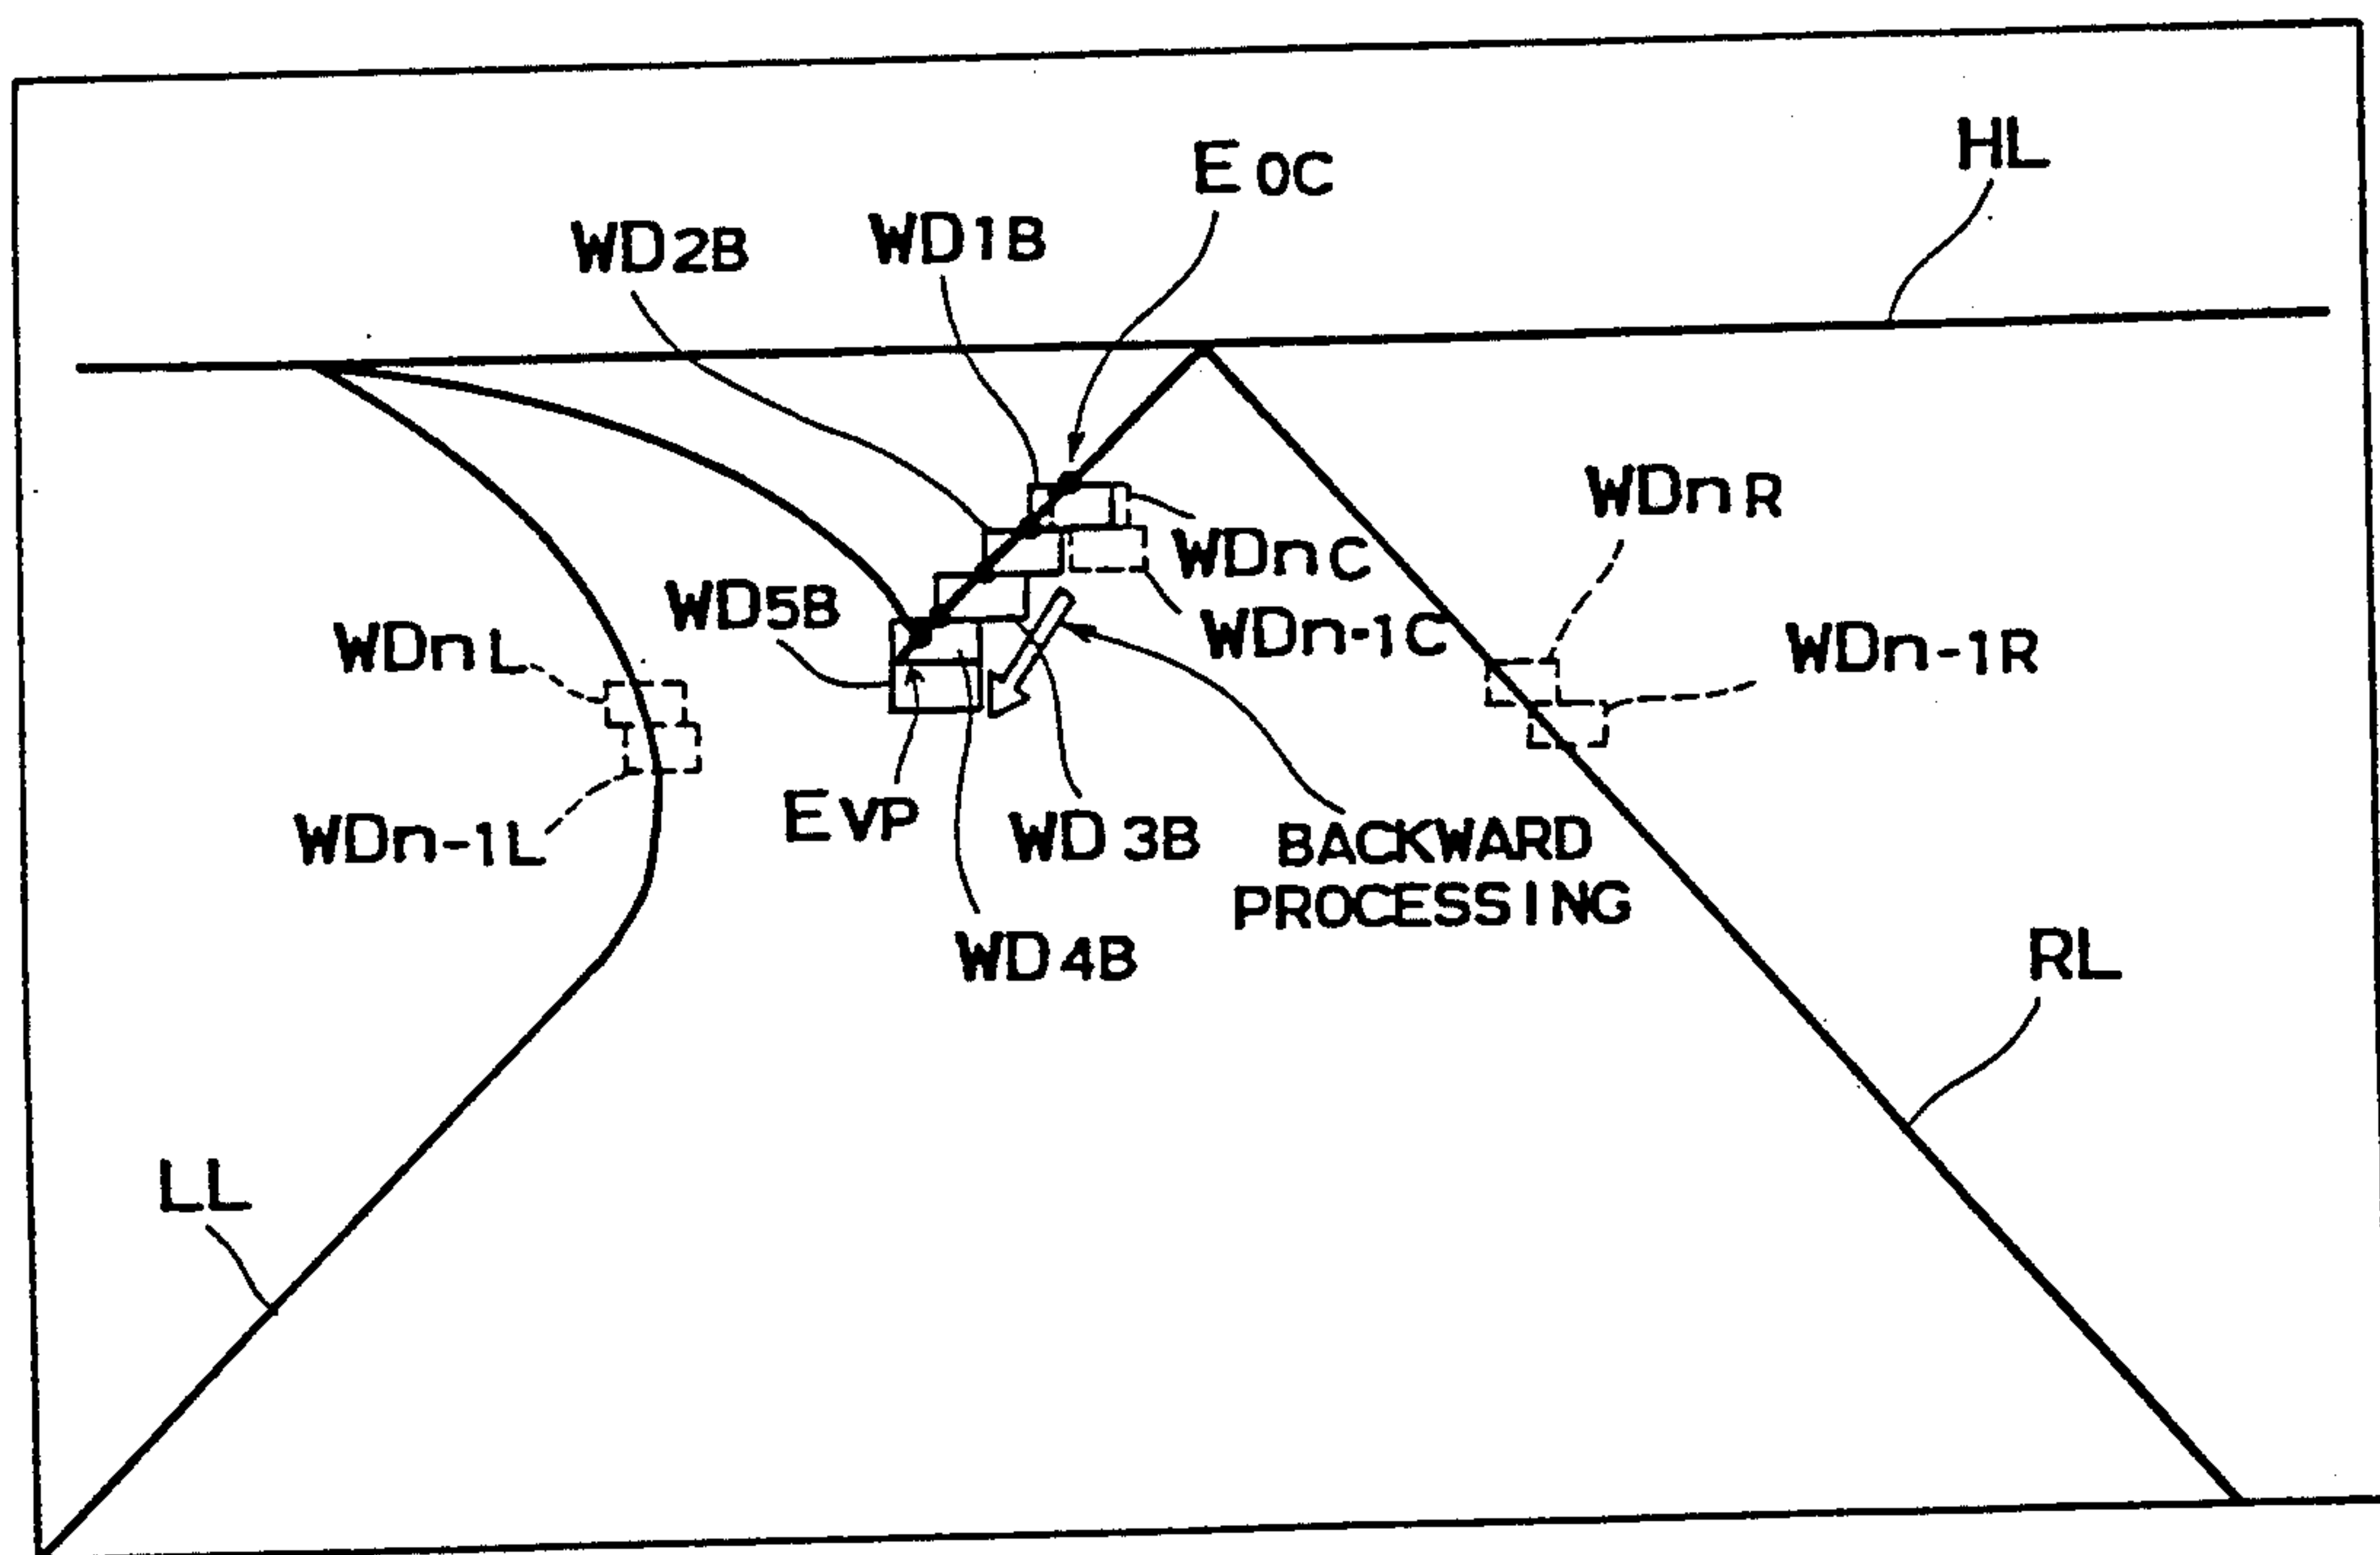 HL
EOC
WD2B
WD1B
WDnR
WDnC
WD5B
WDn-1C
WDnL
WDn-1R
EVP
WD3B
WDn-1L
BACKWARD
PROCESSING
WD4B
RL
LL